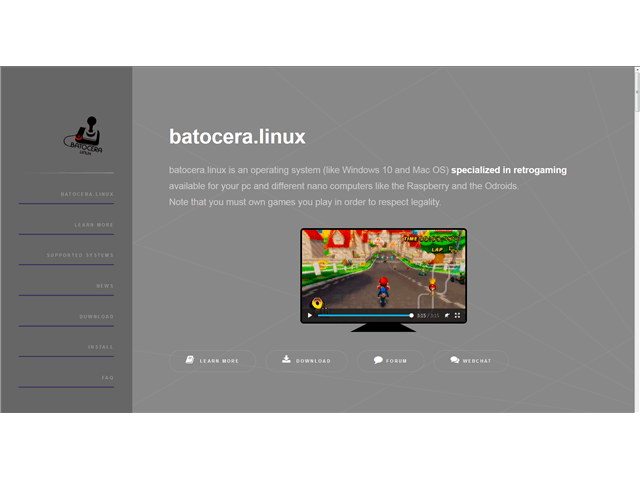 BATOCERA
LINUX
BATOCERA.LINUX
LEARN MORE
SUPPORTED SYSTEMS
NEWS
DOWNLOAD
INSTALL
FAQ
batocera.linux
batocera.linux is an operating system (like Windows 10 and Mac OS) specialized in retrogaming
available for your pc and different nano computers like the Raspberry and the Odroids.
Note that you must own games you play in order to respect legality.
TIME
LAP
LEARN MORE
DOWNLOAD
FORUM
WEBCHAT